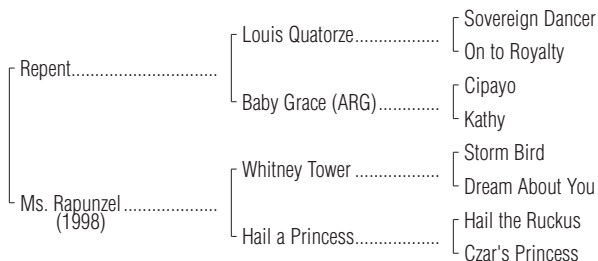 Sovereign Dancer
Louis Quatorze..................
On to Royalty
Repent...............................
Cipayo
Baby Grace (ARG).............
Kathy
Storm Bird
Whitney Tower ..................
Dream About You
Ms. Rapunzel....................
(1998)
Hail the Ruckus
Hail a Princess..................
Czar's Princess